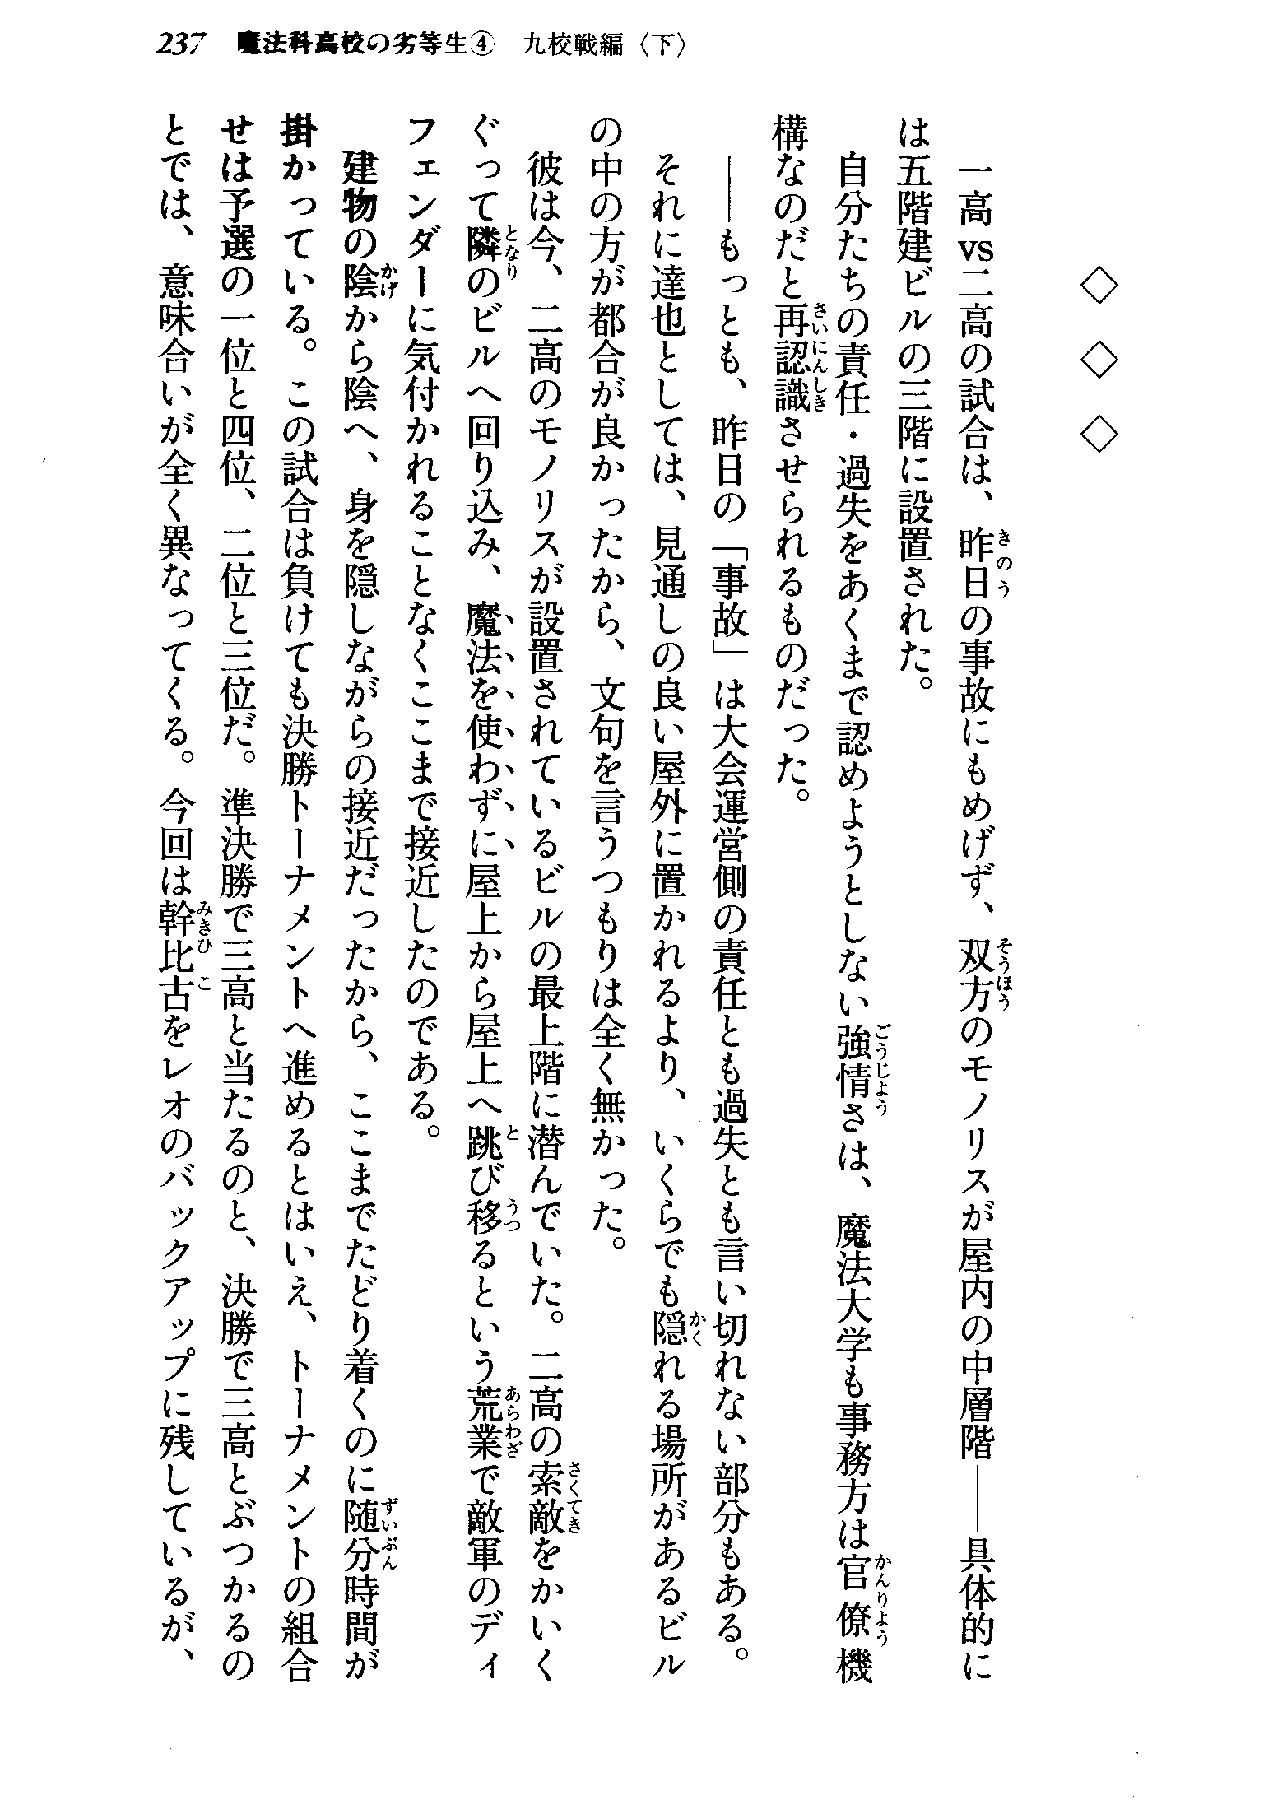 237　魔法科高校の劣等生④　九校戦編〈下〉
◇　◇　◇
一高vs二高の試合は、昨日の事故にもめげず、双方のモノリスが屋内の中層階――具体的に
は五階建ビルの三階に設置された。
自分たちの責任・過失をあくまで認めようとしない強情さは、魔法大学も事務方は官僚機
構なのだと再認識させられるものだった。
――もっとも、昨日の「事故」は大会運営側の責任とも過失とも言い切れない部分もある。
それに達也としては、見通しの良い屋外に置かれるより、いくらでも隠れる場所があるビル
の中の方が都合が良かったから、文句を言うつもりは全く無かった。
彼は今、二高のモノリスが設置されているビルの最上階に潜んでいた。二高の索敵をかいく
ぐって隣のビルへ回り込み、魔法を使わずに屋上から屋上へ跳び移るという荒業で敵軍のディ
フェンダーに気付かれることなくここまで接近したのである。
建物の陰から陰へ、身を隠しながらの接近だったから、ここまでたどり着くのに随分時間が
掛かっている。この試合は負けても決勝トーナメントへ進めるとはいえ、トーナメントの組合
せは予選の一位と四位、二位と三位だ。準決勝で三高と当たるのと、決勝で三高とぶつかるの
とでは、意味合いが全く異なってくる。今回は幹比古をレオのバックアップに残しているが、